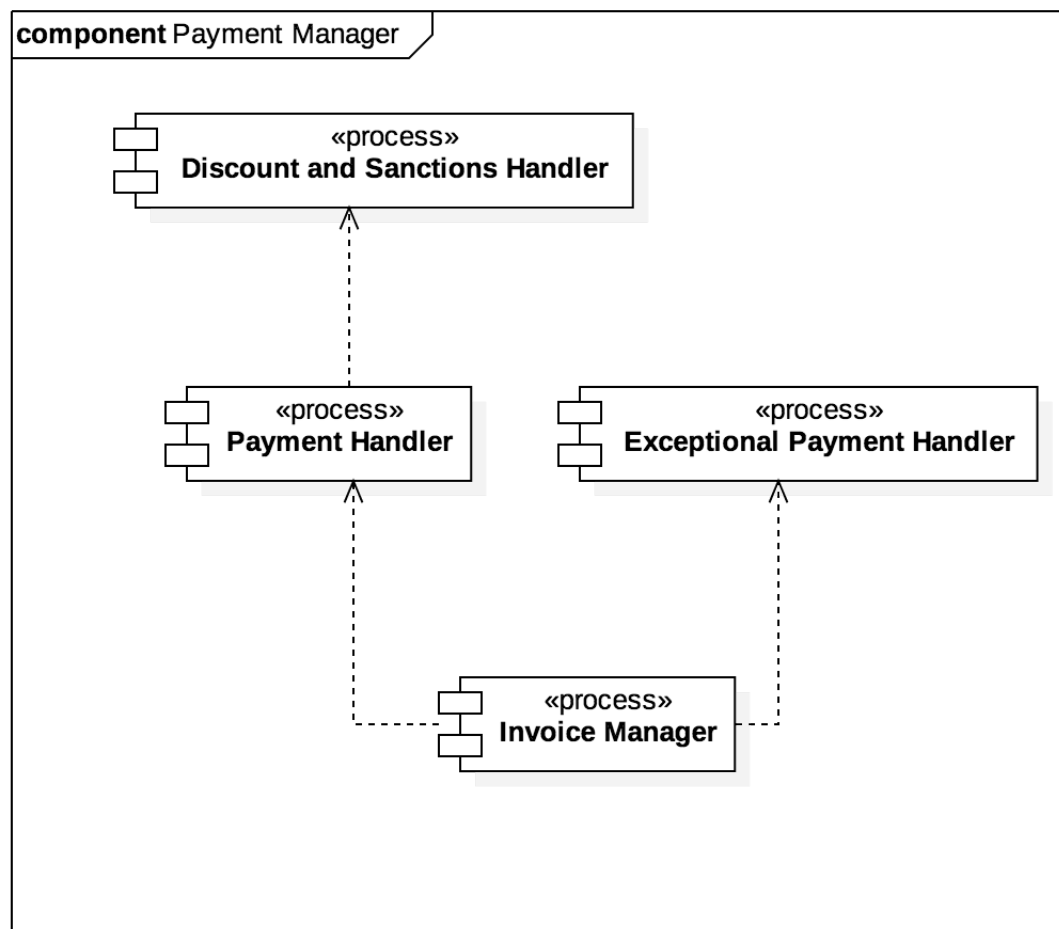 component Payment Manager
«process»
Discount and Sanctions Handler
«process»
Payment Handler
«process»
Exceptional Payment Handler
«process»
Invoice Manager